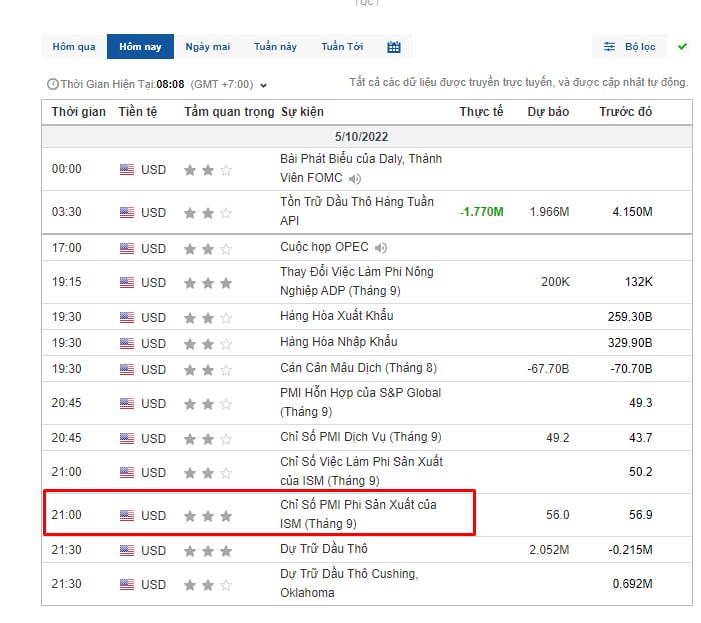 Hôm qua Hôm nay Ngày mai Tuần này Tuần Tới Bộ lọc
Thời Gian Hiện Tại:08:08 (GMT +7:00) Tất cả các dữ liệu được truyền trực tuyến, và được cập nhật tự động.
Thời gian Tiền tệ Tầm quan trọng Sự kiện Thực tế Dự báo Trước đó
5/10/2022
00:00 USD Bài Phát Biểu của Daly, Thành
Viên FOMC
03:30 USD Tồn Trữ Dầu Thô Hàng Tuần
API -1.770M 1.966M 4.150M
17:00 USD Cuộc họp OPEC
19:15 USD Thay Đổi Việc Làm Phi Nông
Nghiệp ADP (Tháng 9) 200K 132K
19:30 USD Hàng Hóa Xuất Khẩu 259.30B
19:30 USD Hàng Hóa Nhập Khẩu 329.90B
19:30 USD Cán Cân Mậu Dịch (Tháng 8) -67.70B -70.70B
20:45 USD PMI Hỗn Hợp của S&P Global
(Tháng 9) 49.3
20:45 USD Chỉ Số PMI Dịch Vụ (Tháng 9) 49.2 43.7
21:00 USD Chỉ Số Việc Làm Phi Sản Xuất
của ISM (Tháng 9) 50.2
21:00 USD Chỉ Số PMI Phi Sản Xuất của
ISM (Tháng 9) 56.0 56.9
21:30 USD Dự Trữ Dầu Thô 2.052M -0.215M
21:30 USD Dự Trữ Dầu Thô Cushing,
Oklahoma 0.692M